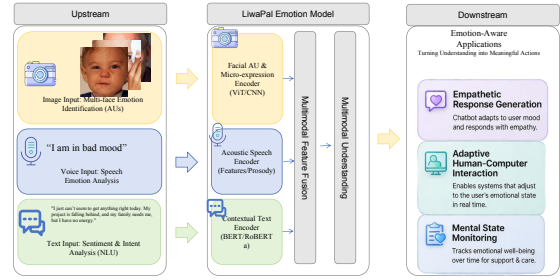 Upstream
LiwaPal Emotion Model
Downstream
Image Input: Multi-face Emotion
Identification (AUs)
"I am in bad mood"
Voice Input: Speech
Emotion Analysis
"I just can't seem to get anything right today. My
project is falling behind, and my family needs me,
but I have no energy."
Text Input: Sentiment & Intent
Analysis (NLU)
Facial AU &
Micro-expression
Encoder
(ViT/CNN)
Acoustic Speech
Encoder
(Features/Prosody)
Contextual Text
Encoder
(BERT/RoBERT
a)
Multimodal Feature Fusion
Multimodal Understanding
Emotion-Aware
Applications
Turning Understanding into Meaningful Actions
Empathetic
Response Generation
Chatbot adapts to user mood
and responds with empathy.
Adaptive
Human-Computer
Interaction
Enables systems that adjust
to the user's emotional state
in real time.
Mental State
Monitoring
Tracks emotional well-being
over time for support & care.